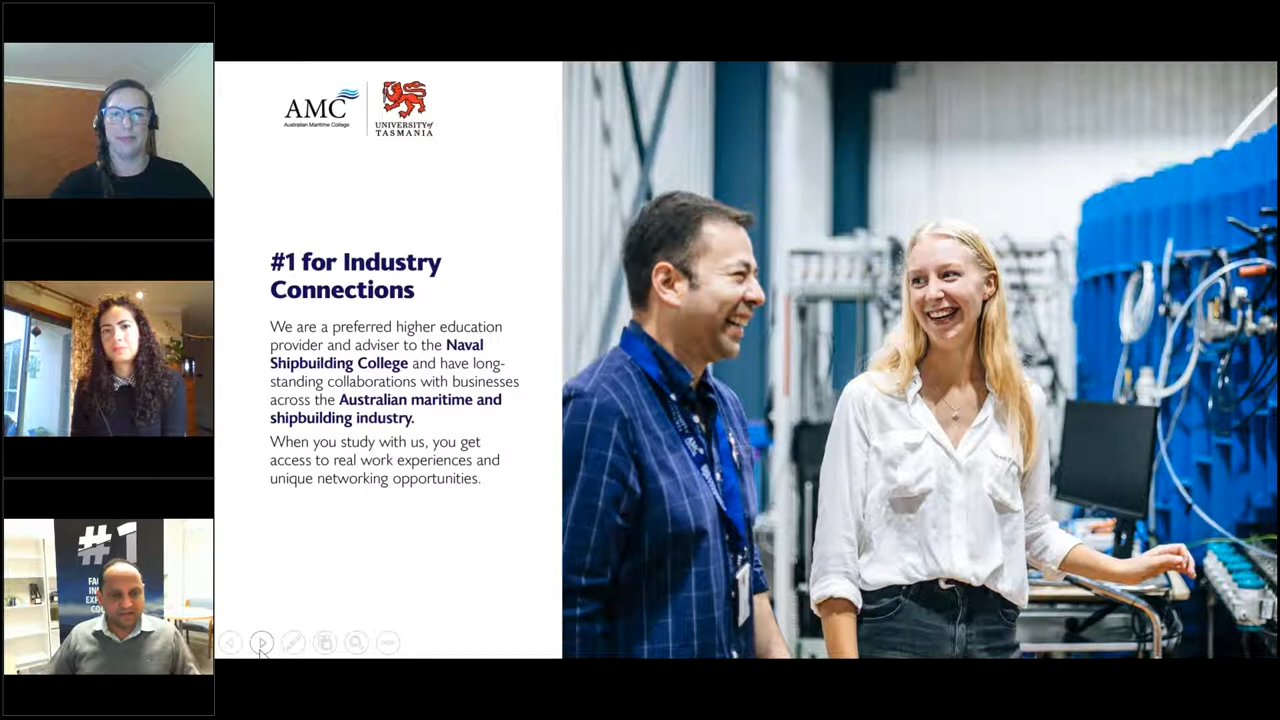 AMC
Australian Maritime College
UNIVERSITY of
TASMANIA
#1 for Industry
Connections
We are a preferred higher education
provider and adviser to the Naval
Shipbuilding College and have long-
standing collaborations with businesses
across the Australian maritime and
shipbuilding industry.
When you study with us, you get
access to real work experiences and
unique networking opportunities.
#1